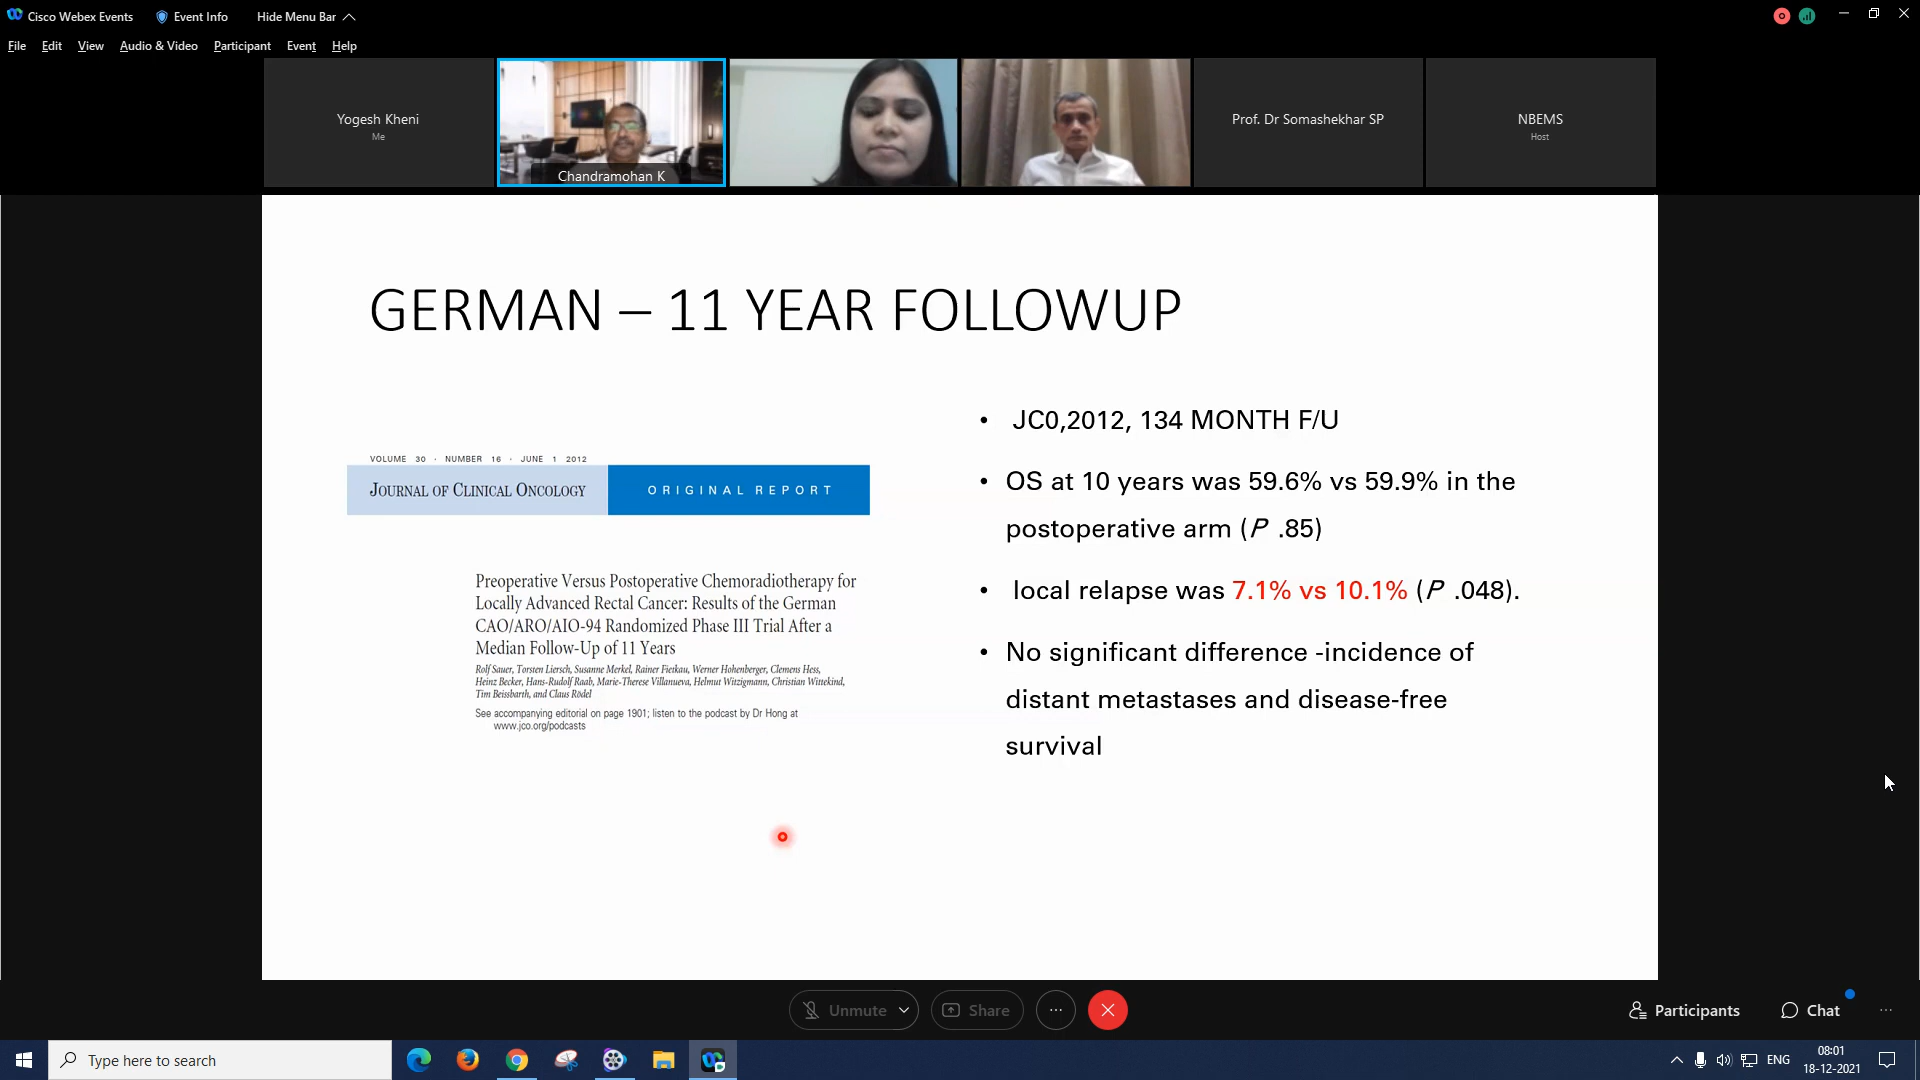 Cisco Webex Events
Event Info
Hide Menu Bar
File Edit View Audio & Video Participant Event Help
Yogesh Kheni
Me
Chandramohan K
Prof. Dr Somashekhar SP
NBEMS
Host
GERMAN – 11 YEAR FOLLOWUP
VOLUME 30 · NUMBER 16 · JUNE 1 2012
JOURNAL OF CLINICAL ONCOLOGY
ORIGINAL REPORT
Preoperative Versus Postoperative Chemoradiotherapy for
Locally Advanced Rectal Cancer: Results of the German
CAO/ARO/AIO-94 Randomized Phase III Trial After a
Median Follow-Up of 11 Years
Rolf Sauer, Torsten Liersch, Susanne Merkel, Rainer Fietkau, Werner Hohenberger, Clemens Hess,
Heinz Becker, Hans-Rudolf Raab, Marie-Therese Villanueva, Helmut Witzigmann, Christian Wittekind,
Tim Beissbarth, and Claus Rödel
See accompanying editorial on page 1901; listen to the podcast by Dr Hong at
www.jco.org/podcasts
• JC0,2012, 134 MONTH F/U
• OS at 10 years was 59.6% vs 59.9% in the
postoperative arm (P .85)
• local relapse was 7.1% vs 10.1% (P .048).
• No significant difference -incidence of
distant metastases and disease-free
survival
Unmute
Share
Participants
Chat
Type here to search
ENG
08:01
18-12-2021